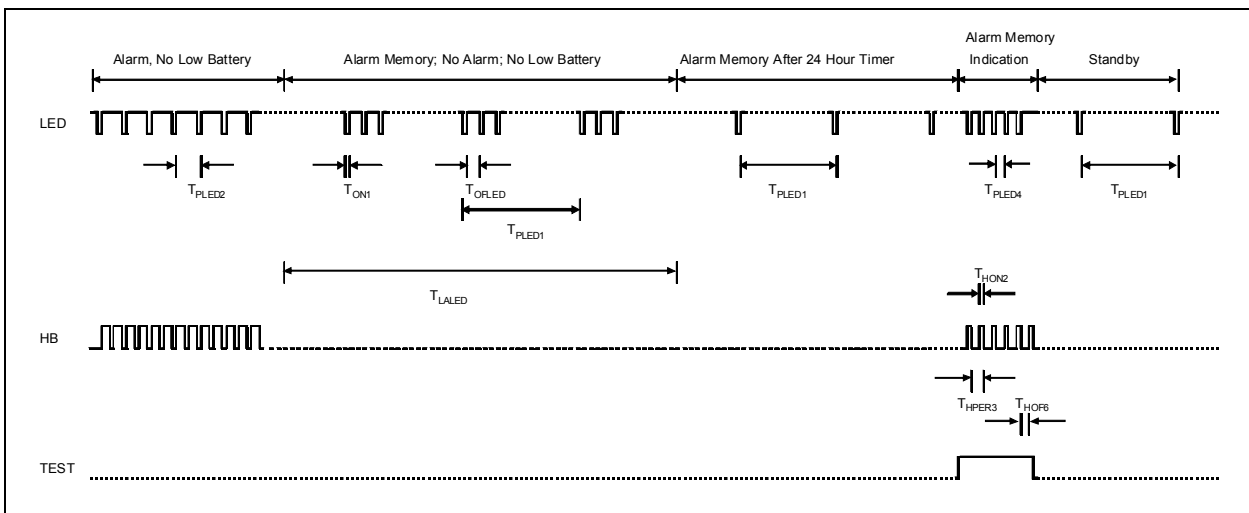 Alarm, No Low Battery
Alarm Memory; No Alarm; No Low Battery
Alarm Memory After 24 Hour Timer
Alarm Memory
Indication
Standby
LED
TPLED2
TON1
TOFLED
TPLED1
TPLED1
TPLED4
TPLED1
TLALED
THON2
HB
THPER3
THOF6
TEST